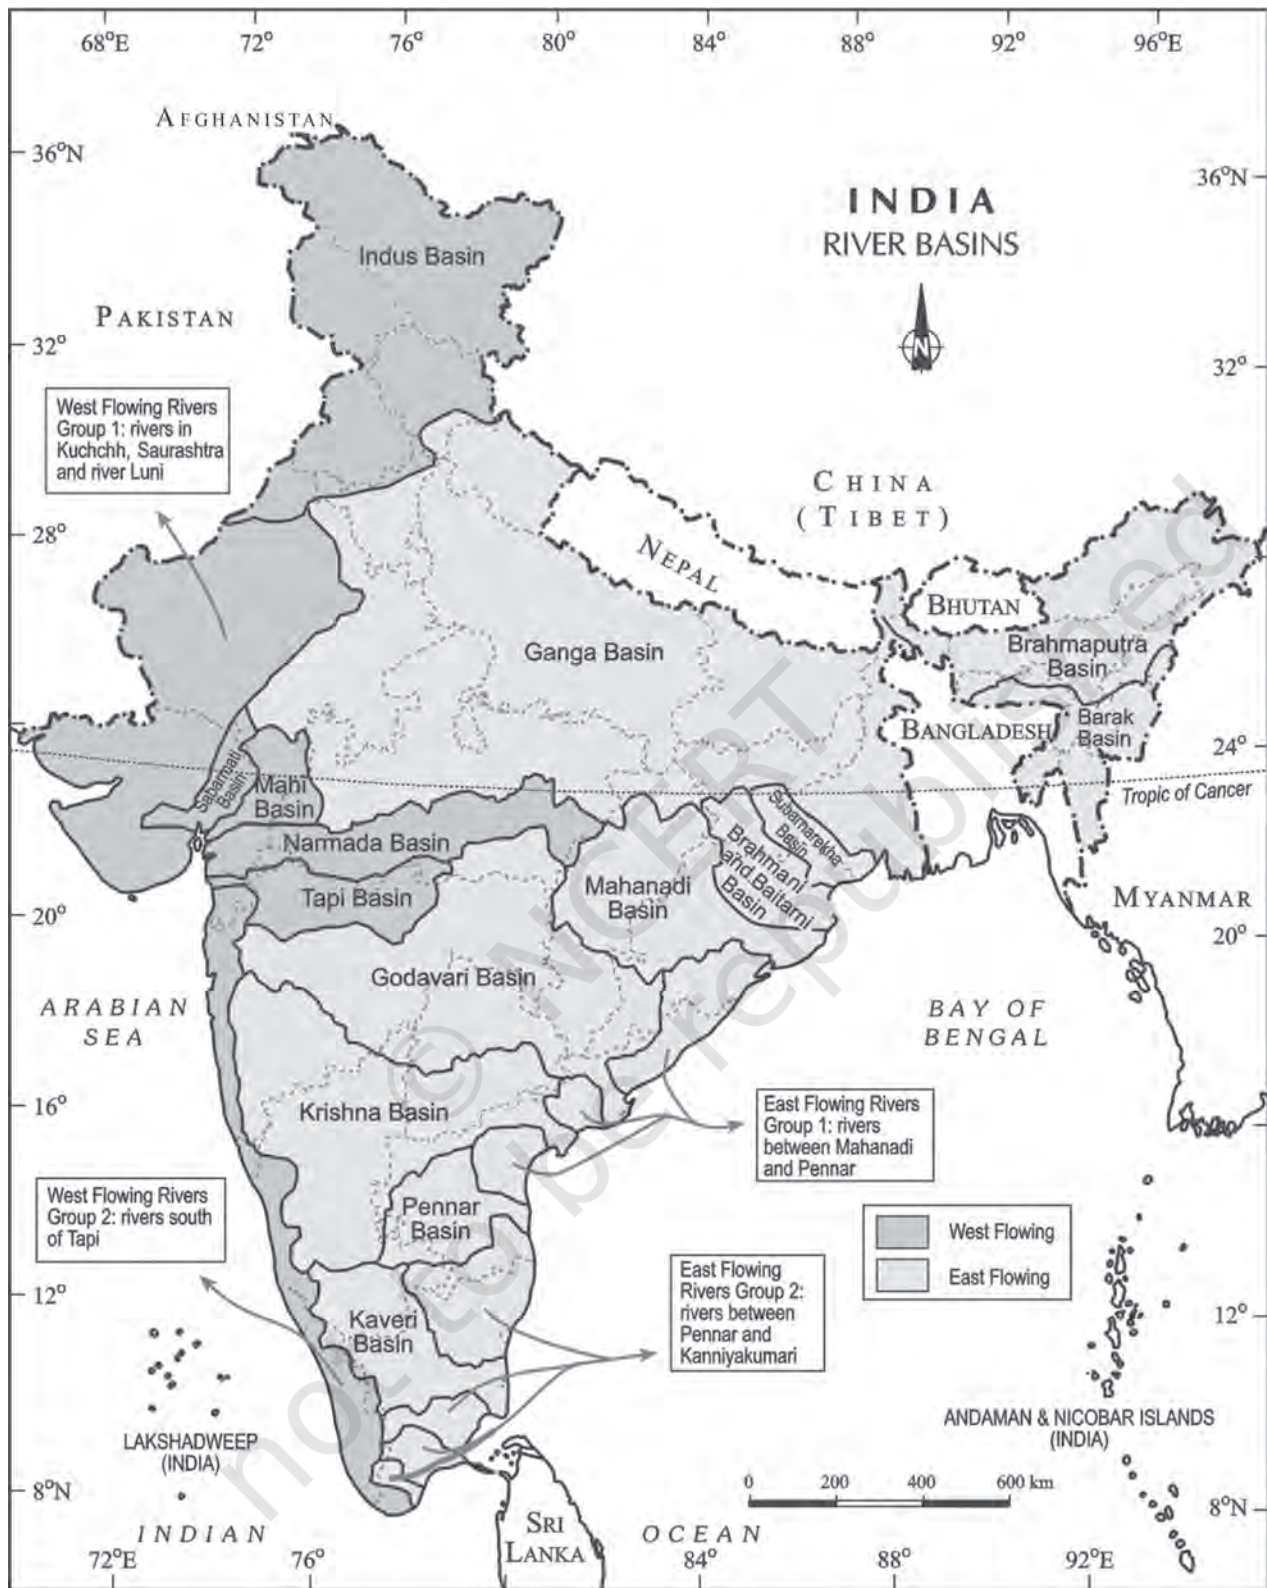 68°E 72° 76° 80° 84° 88° 92° 96°E
AFGHANISTAN
36°N
36°N
INDIA
RIVER BASINS
Indus Basin
PAKISTAN
N
32°
32°
West Flowing Rivers
Group 1: rivers in
Kuchchh, Saurashtra
and river Luni
CHINA
(TIBET)
28°
28°
NEPAL
BHUTAN
Ganga Basin
Brahmaputra
Basin
BANGLADESH
Barak
Basin
24°
Sabarmati
Basin
Mahi
Basin
Tropic of Cancer
Subarnarekha
Basin
Narmada Basin
Brahmani
and Baitarni
Basin
Tapi Basin
Mahanadi
Basin
MYANMAR
20°
20°
Godavari Basin
ARABIAN
SEA
BAY OF
BENGAL
16°
Krishna Basin
East Flowing Rivers
Group 1: rivers
between Mahanadi
and Pennar
West Flowing Rivers
Group 2: rivers south
of Tapi
Pennar
Basin
West Flowing
East Flowing
12°
12°
East Flowing
Rivers Group 2:
rivers between
Pennar and
Kanniyakumari
Kaveri
Basin
LAKSHADWEEP
(INDIA)
ANDAMAN & NICOBAR ISLANDS
(INDIA)
0 200 400 600 km
8°N
8°N
INDIAN OCEAN
SRI
LANKA
72°E 76° 84° 88° 92°E
© NCERT
not to be republished